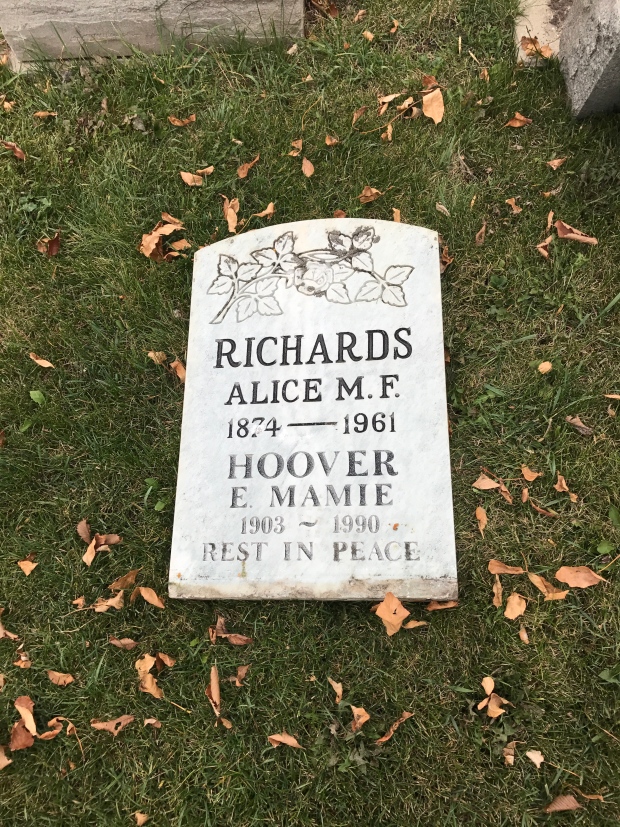 RICHARDS
ALICE M.F.
1874 — 1961
HOOVER
E. MAMIE
1903 ~ 1990
REST IN PEACE